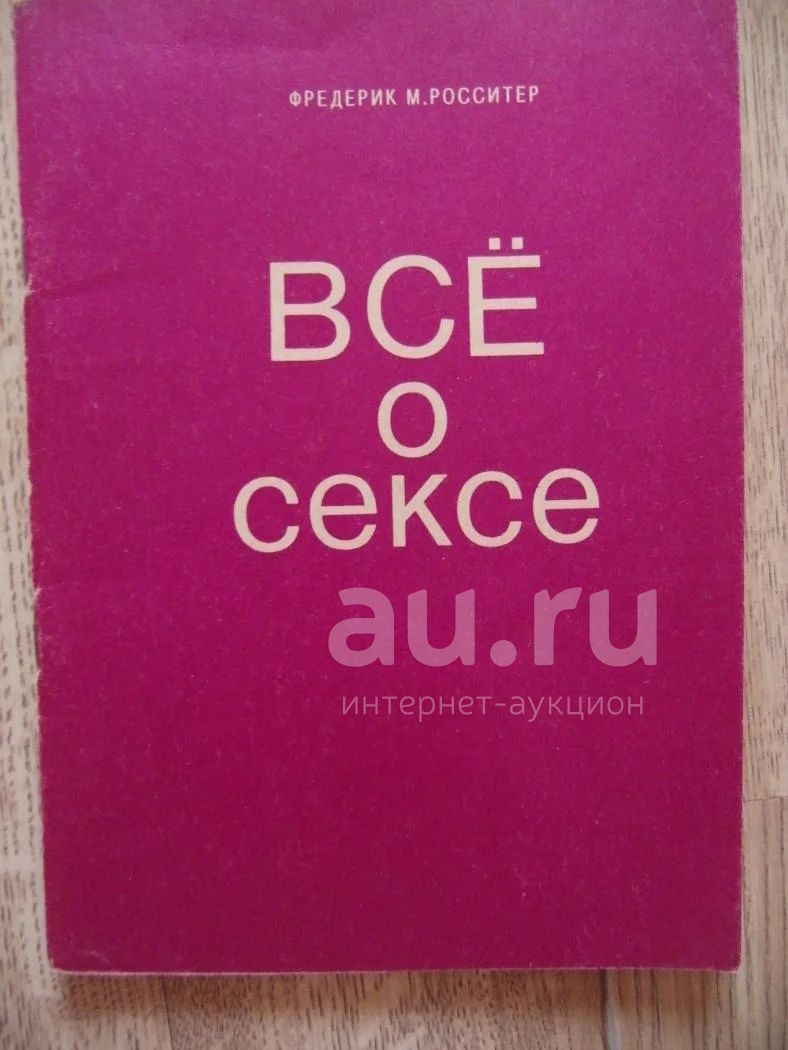 ФРЕДЕРИК М.РОССИТЕР
ВСЁ
о
сексе
au.ru
интернет-аукцион